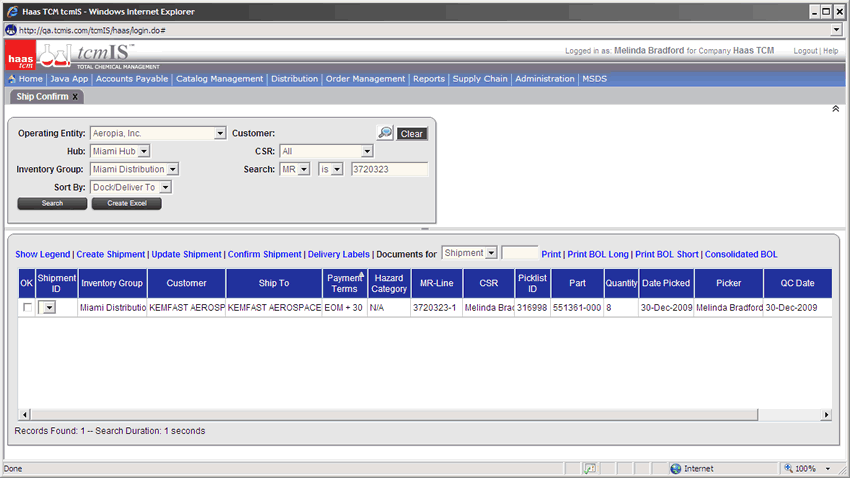 Haas TCM tcmIS - Windows Internet Explorer
http://qa.tcmis.com/tcmIS/haas/login.do#
haas tcm tcmIS™ TOTAL CHEMICAL MANAGEMENT
Logged in as: Melinda Bradford for Company Haas TCM Logout | Help
Home | Java App | Accounts Payable | Catalog Management | Distribution | Order Management | Reports | Supply Chain | Administration | MSDS
Ship Confirm X
Operating Entity: Aeropia, Inc. Customer: Clear
Hub: Miami Hub CSR: All
Inventory Group: Miami Distribution Search: MR is 3720323
Sort By: Dock/Deliver To
Search Create Excel
Show Legend | Create Shipment | Update Shipment | Confirm Shipment | Delivery Labels | Documents for Shipment Print | Print BOL Long | Print BOL Short | Consolidated BOL
OK Shipment ID Inventory Group Customer Ship To Payment Terms Hazard Category MR-Line CSR Picklist ID Part Quantity Date Picked Picker QC Date
Miami Distributio KEMFAST AEROSP KEMFAST AEROSPACE EOM + 30 N/A 3720323-1 Melinda Brad 316998 551361-000 8 30-Dec-2009 Melinda Bradford 30-Dec-2009
Records Found: 1 -- Search Duration: 1 seconds
Done Internet 100%